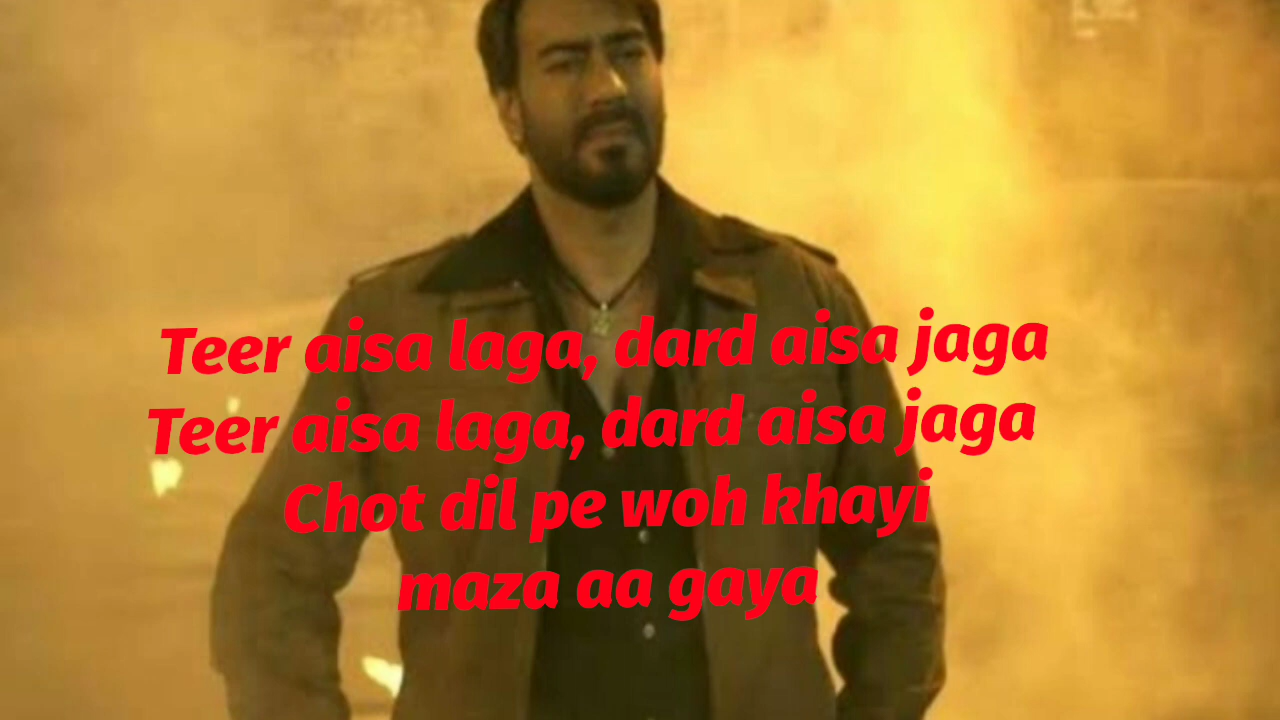 Teer aisa laga, dard aisa jaga
Teer aisa laga, dard aisa jaga
Chot dil pe woh khayi
maza aa gaya